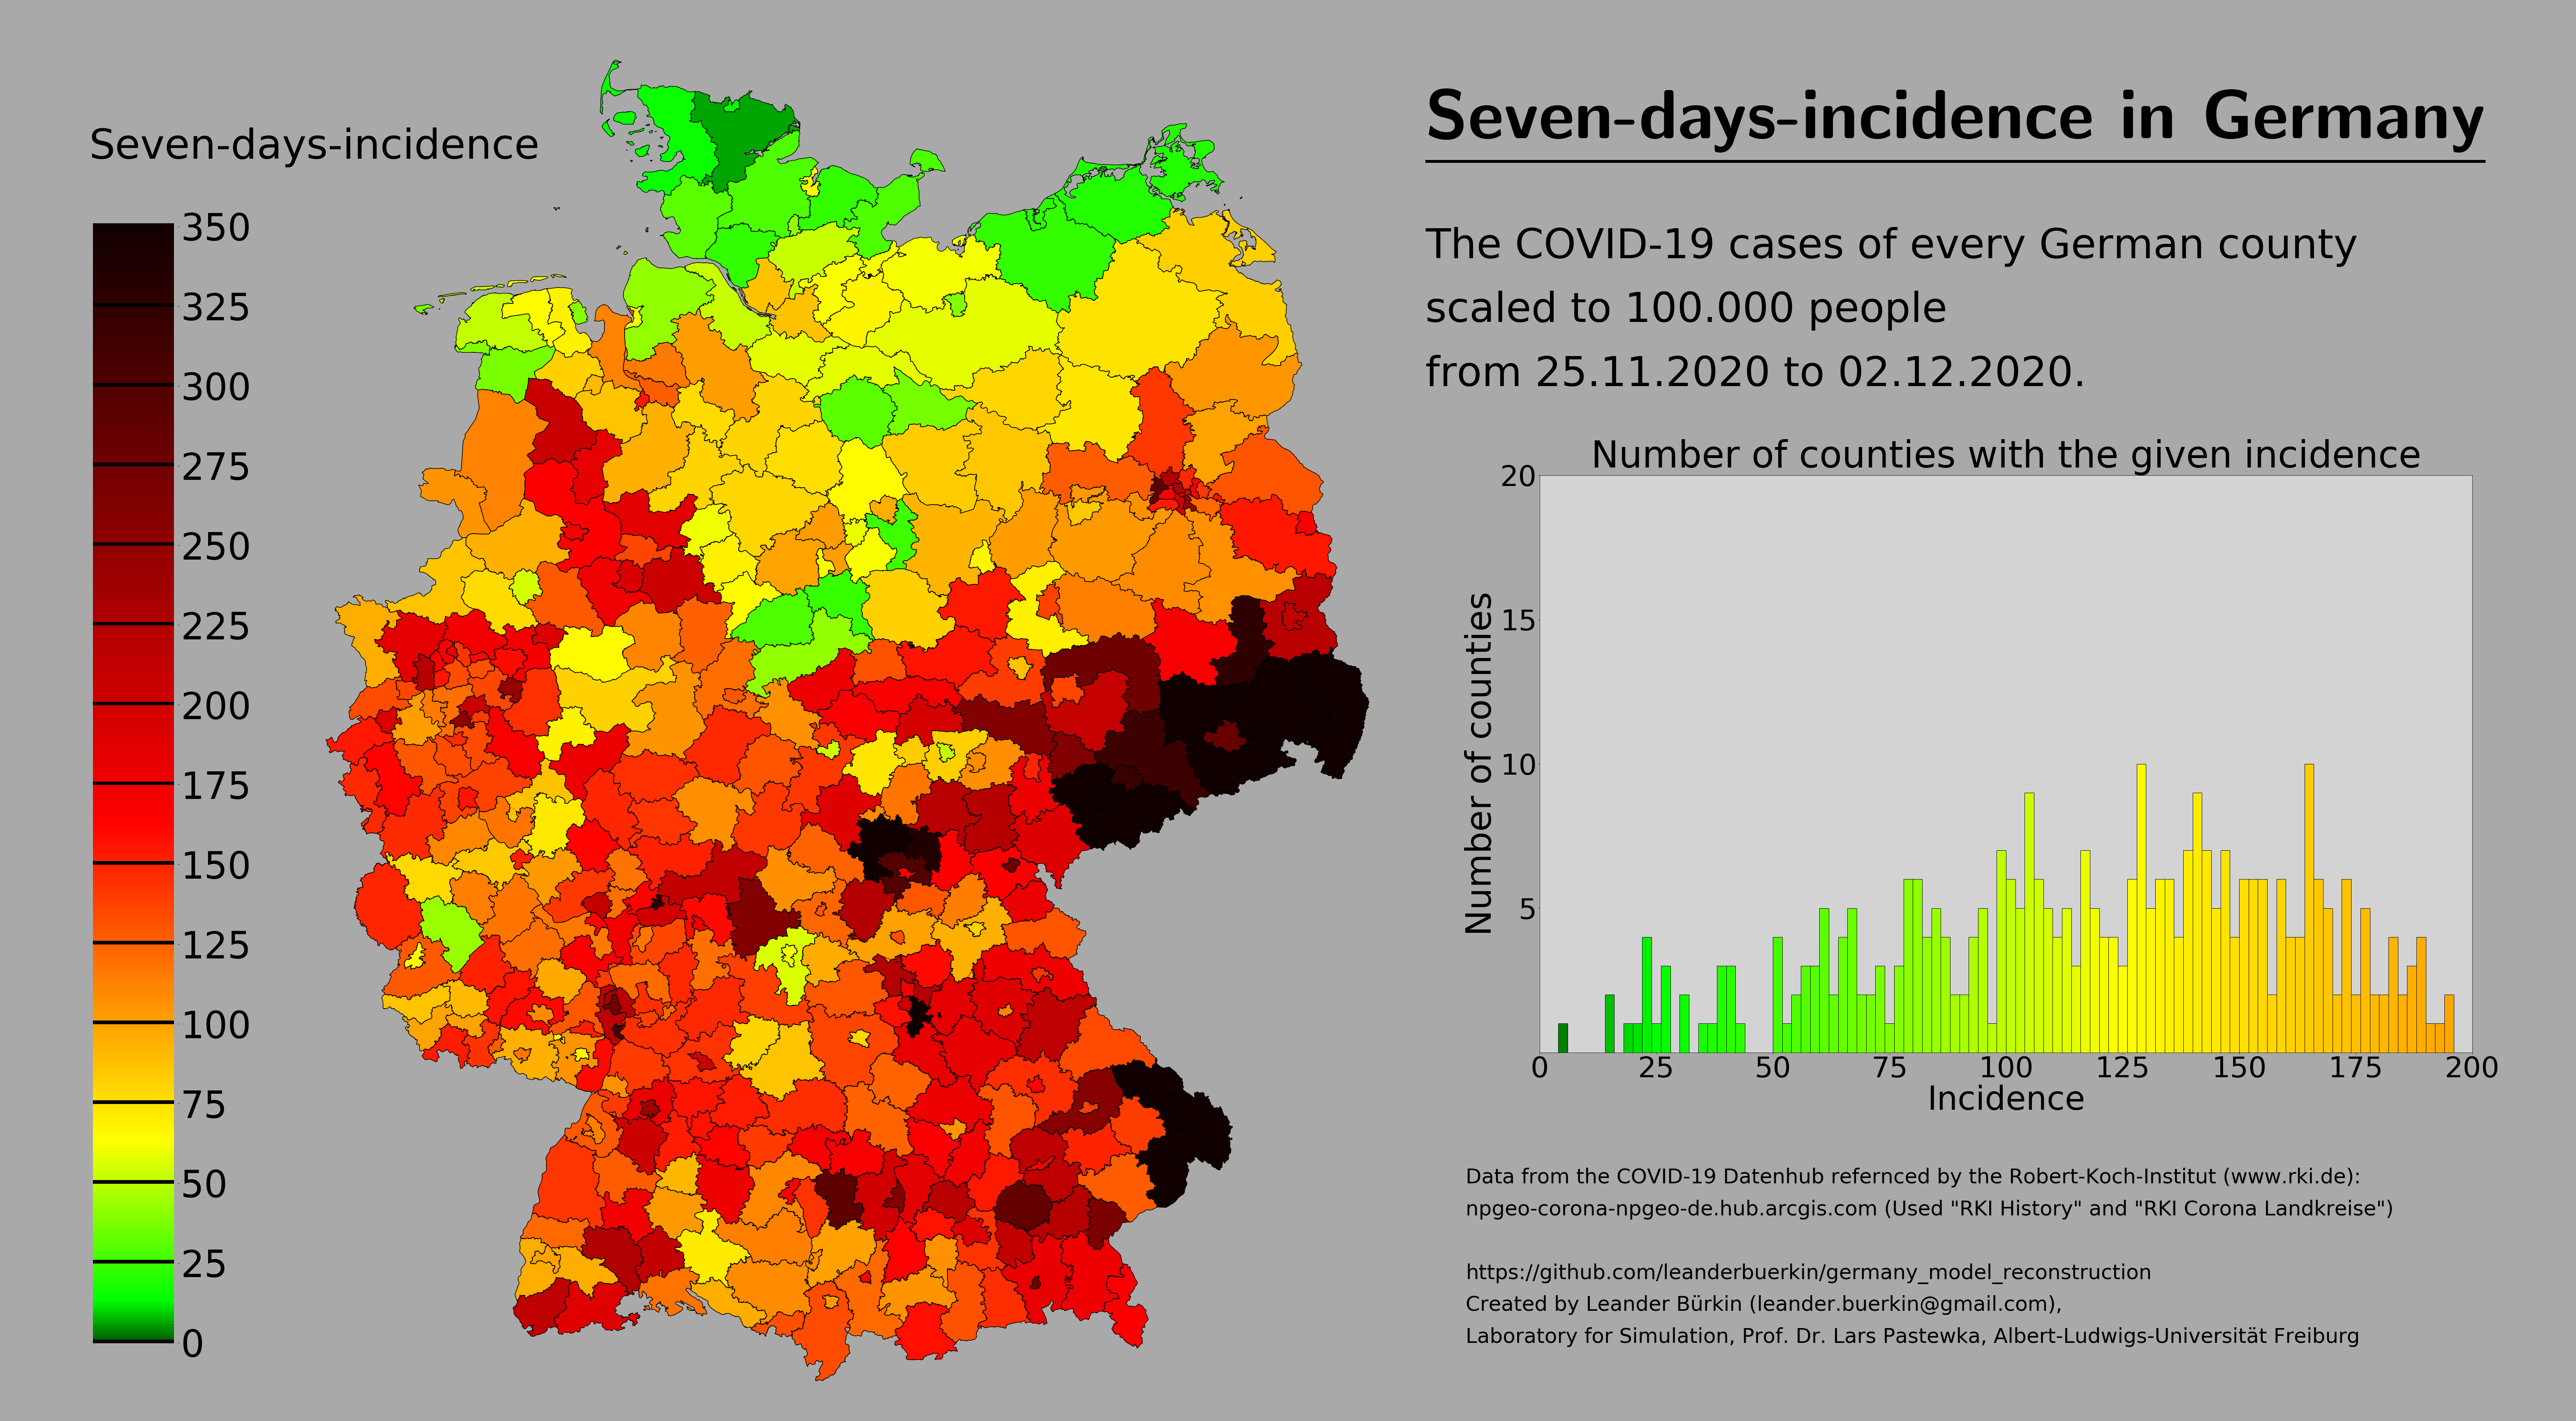 Seven-days-incidence in Germany
Seven-days-incidence
350
325
300
275
250
225
200
175
150
125
100
75
50
25
0
The COVID-19 cases of every German county
scaled to 100.000 people
from 25.11.2020 to 02.12.2020.
Number of counties with the given incidence
Number of counties
20
15
10
5
0 25 50 75 100 125 150 175 200
Incidence
Data from the COVID-19 Datenhub refernced by the Robert-Koch-Institut (www.rki.de):
npgeo-corona-npgeo-de.hub.arcgis.com (Used "RKI History" and "RKI Corona Landkreise")
https://github.com/leanderbuerkin/germany_model_reconstruction
Created by Leander Bürkin (leander.buerkin@gmail.com),
Laboratory for Simulation, Prof. Dr. Lars Pastewka, Albert-Ludwigs-Universität Freiburg